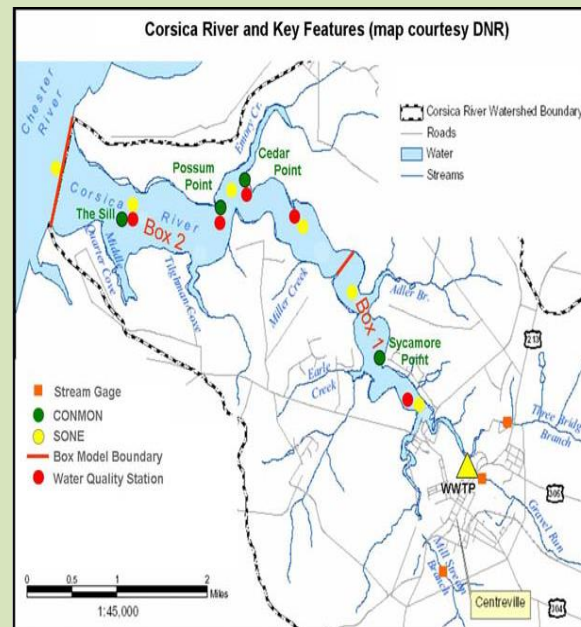 Corsica River and Key Features (map courtesy DNR)
Chester
River
Corsica River Watershed Boundary
Roads
Water
Streams
Emory Cr.
Cedar
Point
Possum
Point
Corsica
River
The Sill
Box 2
Middle
Quarter Cove
Tilghman Cove
Miller Creek
Box 1
Adler Br.
Sycamore
Point
Earle
Creek
213
Three Bridges
Branch
WWTP
Gravel Run
Mill Stream
Branch
304
Centreville
Stream Gage
CONMON
SONE
Box Model Boundary
Water Quality Station
0
0.5
1
2
Miles
1:45,000